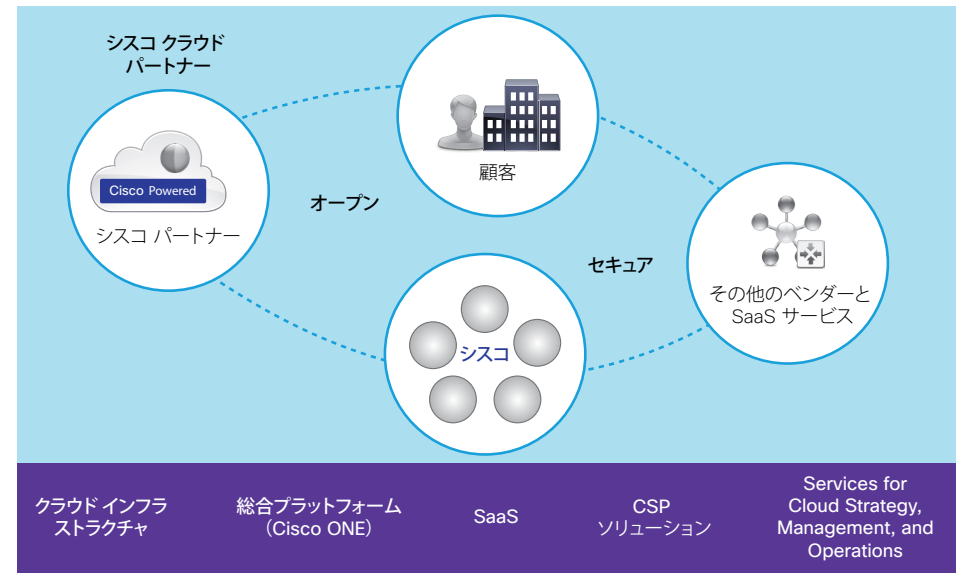 シスコ クラウド
パートナー
Cisco Powered
シスコ パートナー
顧客
オープン
セキュア
シスコ
その他のベンダーと
SaaS サービス
クラウド インフラ
ストラクチャ
総合プラットフォーム
（Cisco ONE）
SaaS
CSP
ソリューション
Services for
Cloud Strategy,
Management, and
Operations